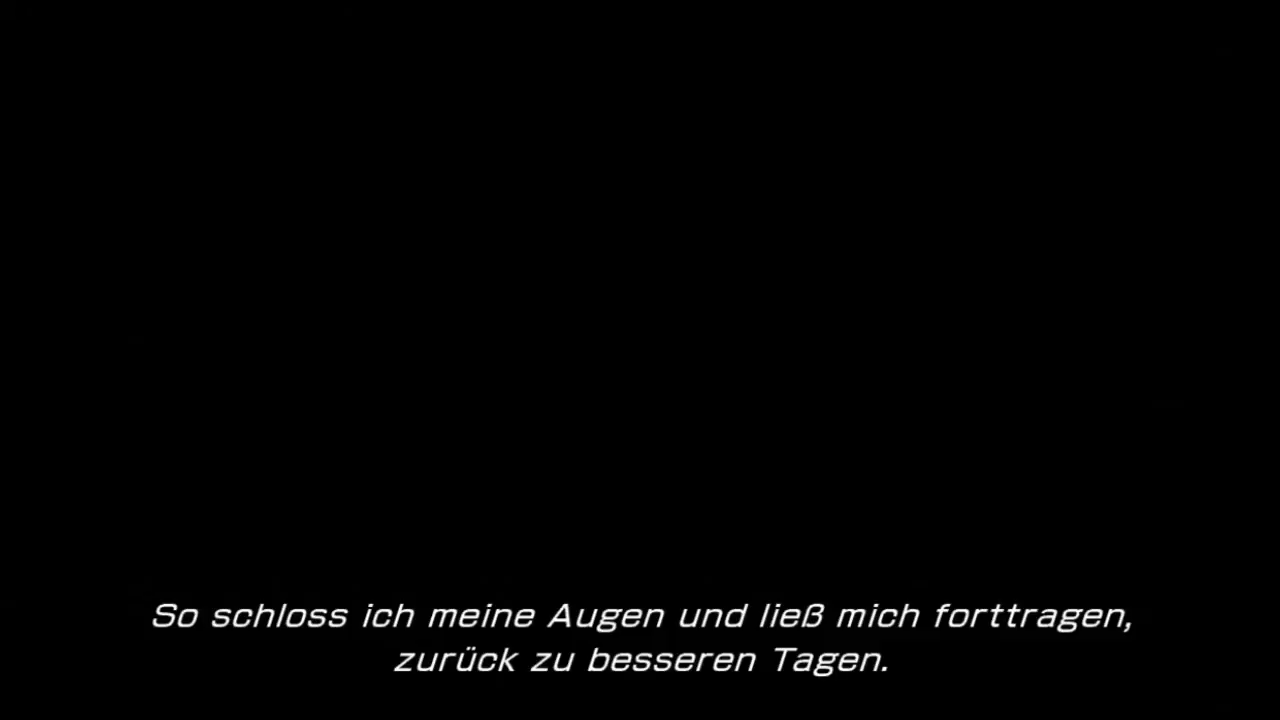 So schloss ich meine Augen und ließ mich forttragen,
zurück zu besseren Tagen.